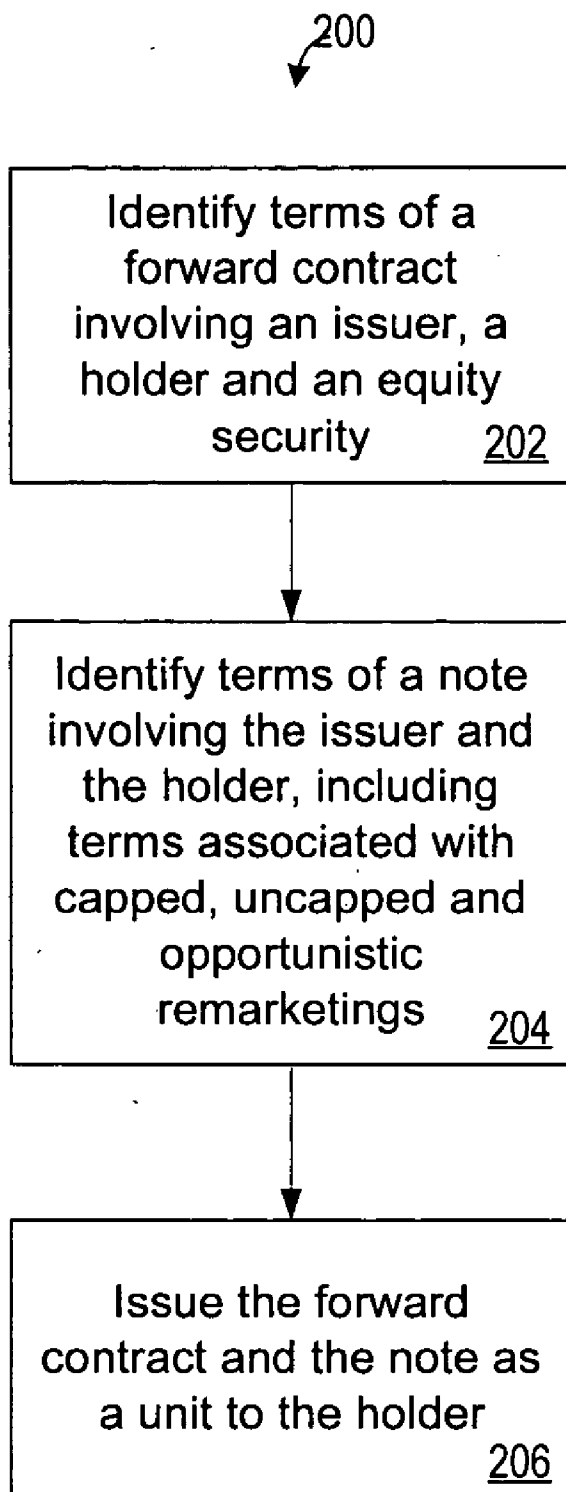 200
Identify terms of a
forward contract
involving an issuer, a
holder and an equity
security 202
Identify terms of a note
involving the issuer and
the holder, including
terms associated with
capped, uncapped and
opportunistic
remarketings
204
Issue the forward
contract and the note as
a unit to the holder
206